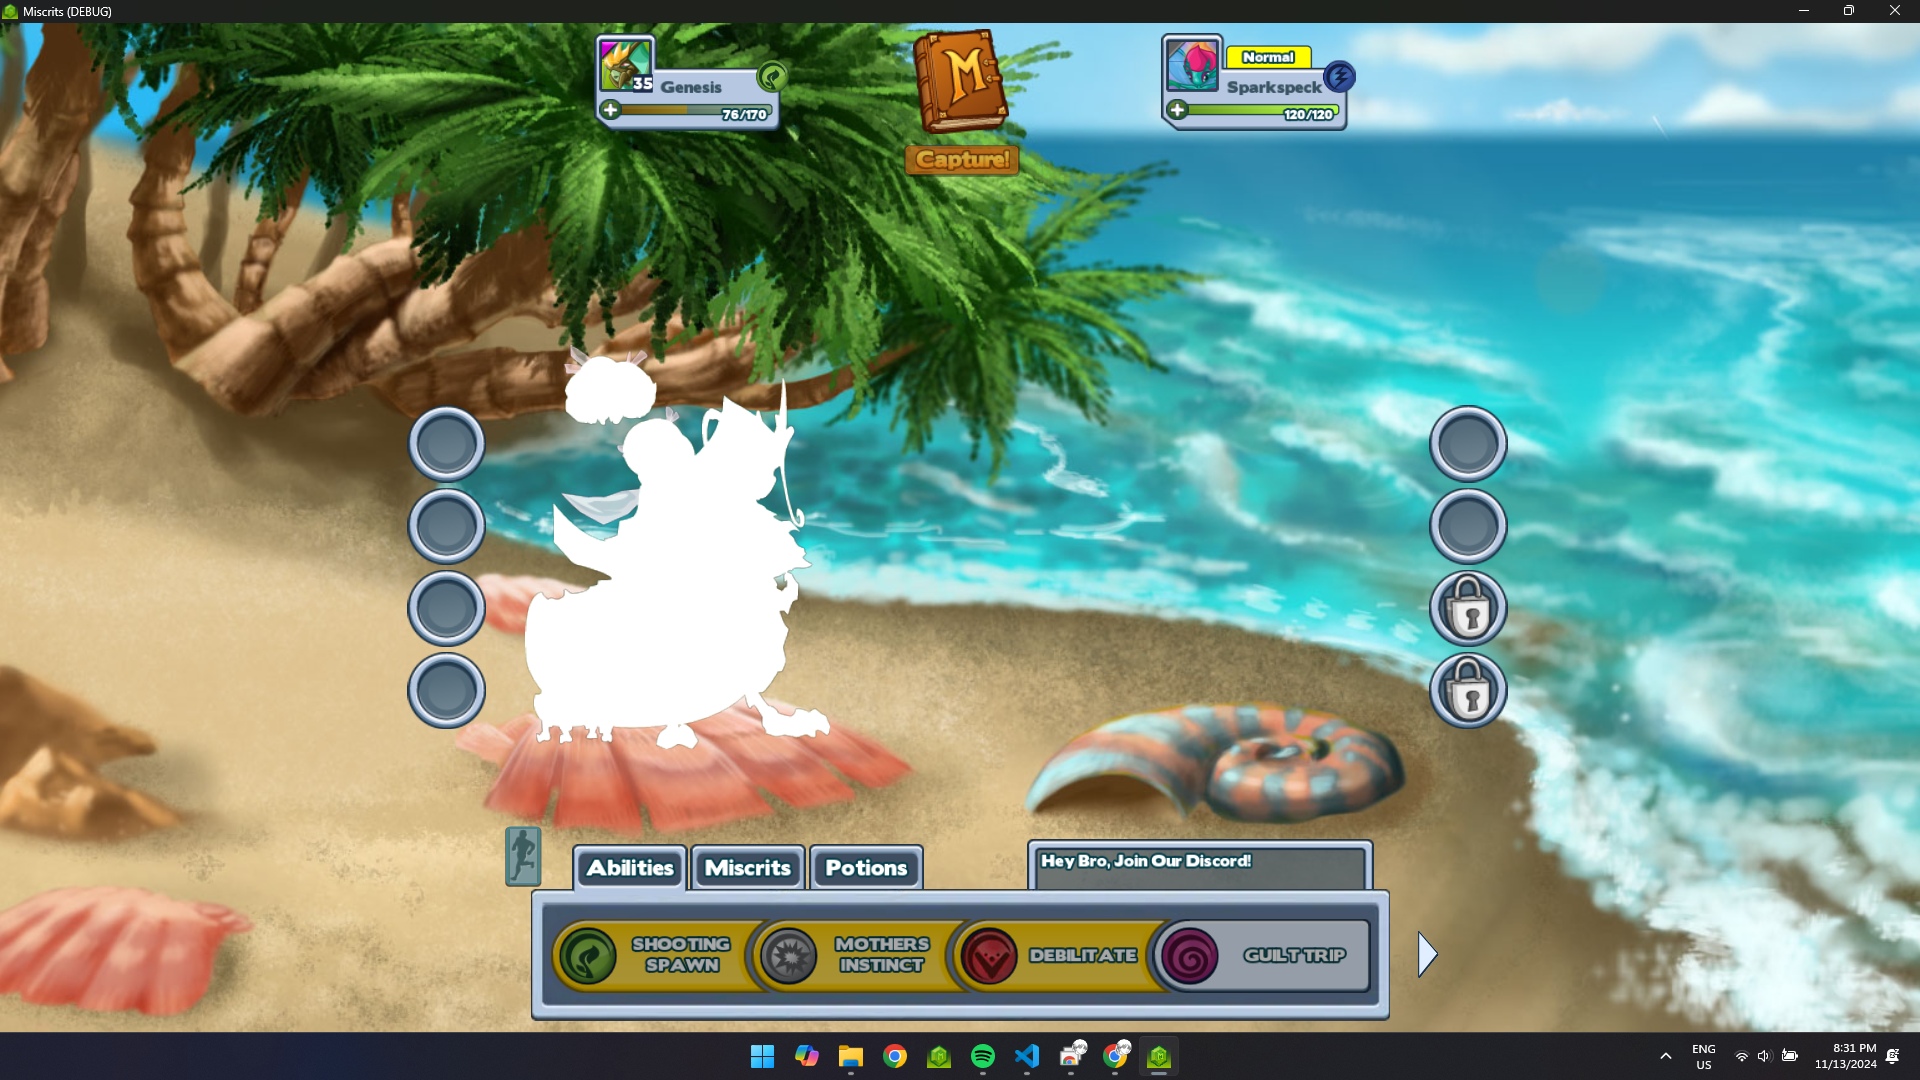 Miscrits (DEBUG)
35
Genesis
76/170
M
Capture!
Normal
Sparkspeck
120/120
Abilities
Miscrits
Potions
Hey Bro, Join Our Discord!
SHOOTING
SPAWN
MOTHERS
INSTINCT
DEBILITATE
GUILT TRIP
ENG
US
8:31 PM
11/13/2024